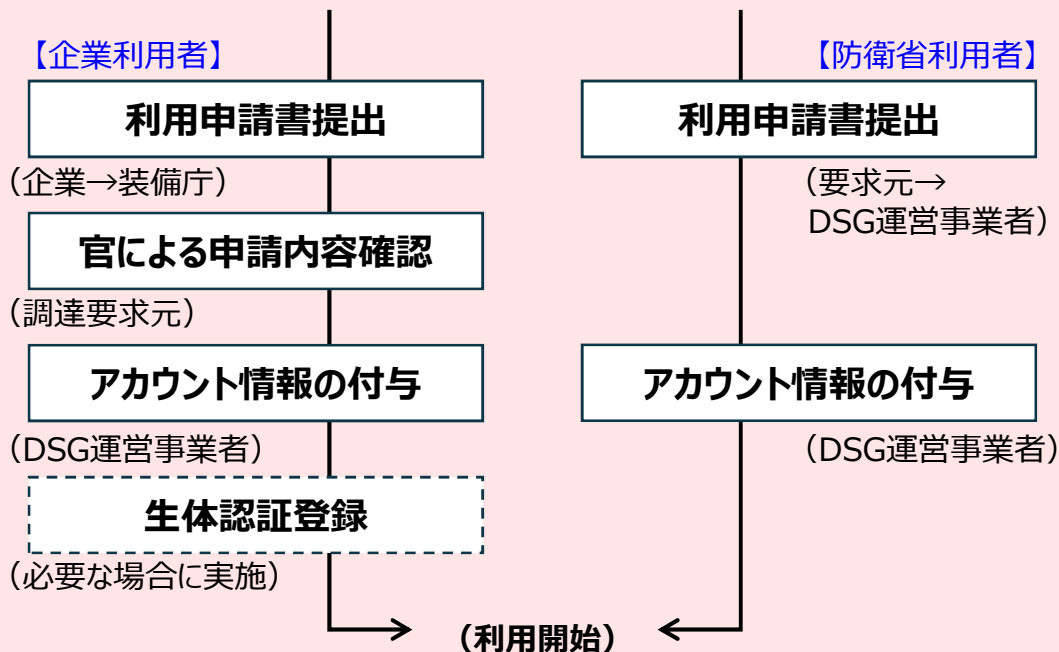 【企業利用者】
利用申請書提出
（企業→装備庁）
官による申請内容確認
（調達要求元）
アカウント情報の付与
（DSG運営事業者）
生体認証登録
（必要な場合に実施）
【防衛省利用者】
利用申請書提出
（要求元→
DSG運営事業者）
アカウント情報の付与
（DSG運営事業者）
（利用開始）